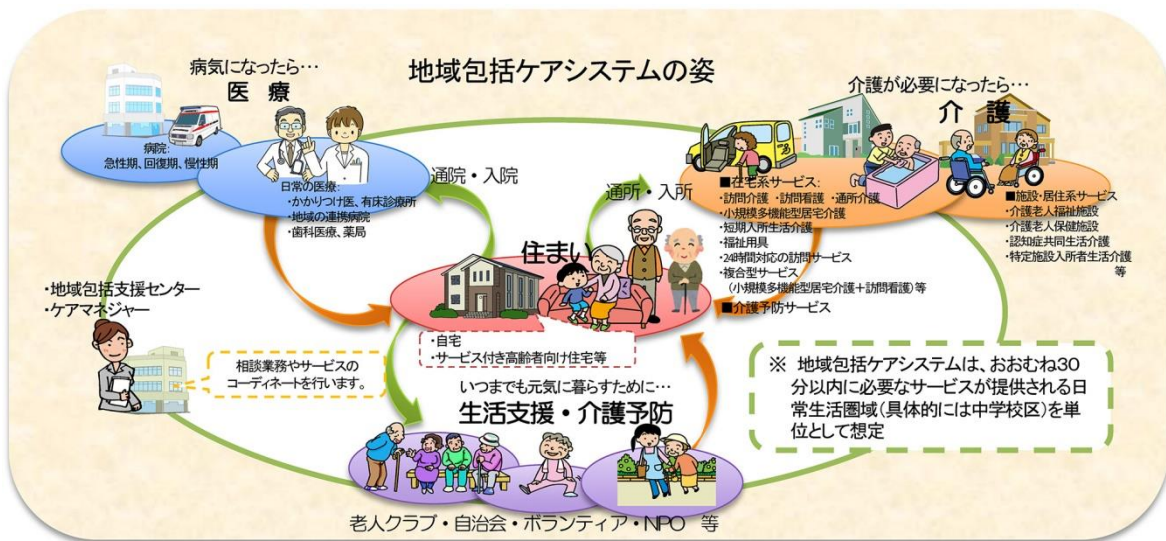 地域包括ケアシステムの姿
病気になったら…
医 療
病院:
急性期、回復期、慢性期
日常の医療:
・かかりつけ医、有床診療所
・地域の連携病院
・歯科医療、薬局
通院・入院
通所・入所
介護が必要になったら…
介 護
■在宅系サービス:
・訪問介護 ・訪問看護 ・通所介護
・小規模多機能型居宅介護
・短期入所生活介護
・福祉用具
・24時間対応の訪問サービス
・複合型サービス
(小規模多機能型居宅介護+訪問看護)等
■介護予防サービス
■施設・居住系サービス
・介護老人福祉施設
・介護老人保健施設
・認知症共同生活介護
・特定施設入所者生活介護
等
住まい
・自宅
・サービス付き高齢者向け住宅等
・地域包括支援センター
・ケアマネジャー
相談業務やサービスの
コーディネートを行います。
いつまでも元気に暮らすために…
生活支援・介護予防
老人クラブ・自治会・ボランティア・NPO 等
※ 地域包括ケアシステムは、おおむね30
分以内に必要なサービスが提供される日
常生活圏域(具体的には中学校区)を単
位として想定